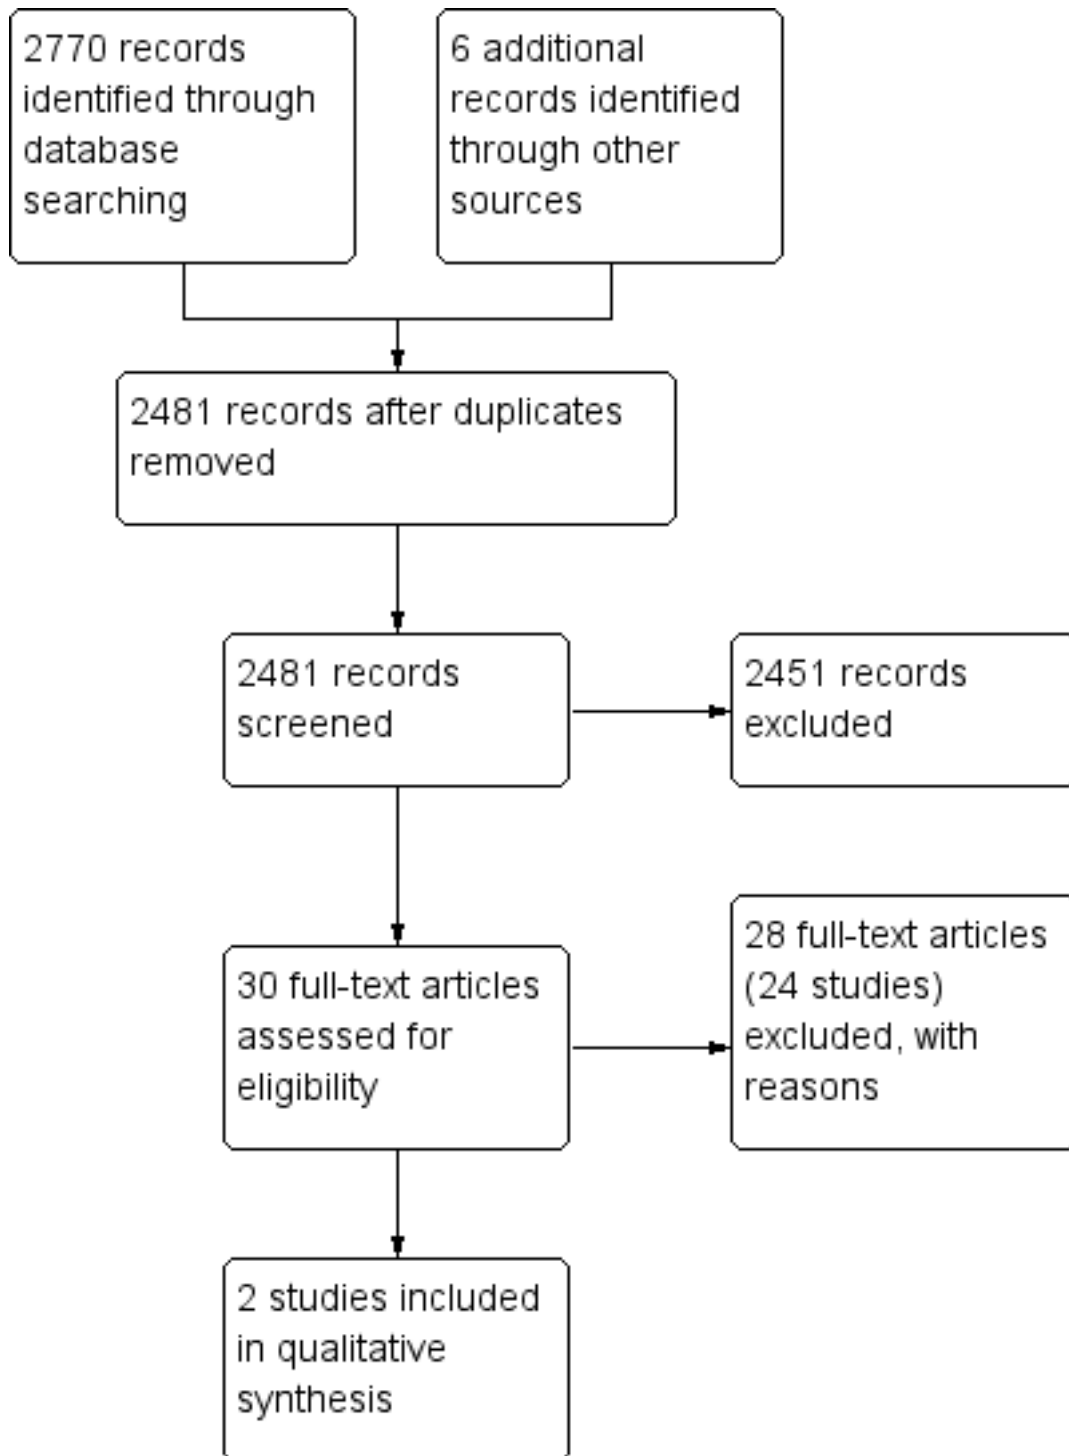 2770 records
identified through
database
searching
6 additional
records identified
through other
sources
2481 records after duplicates
removed
2481 records
screened
2451 records
excluded
30 full-text articles
assessed for
eligibility
28 full-text articles
(24 studies)
excluded, with
reasons
2 studies included
in qualitative
synthesis